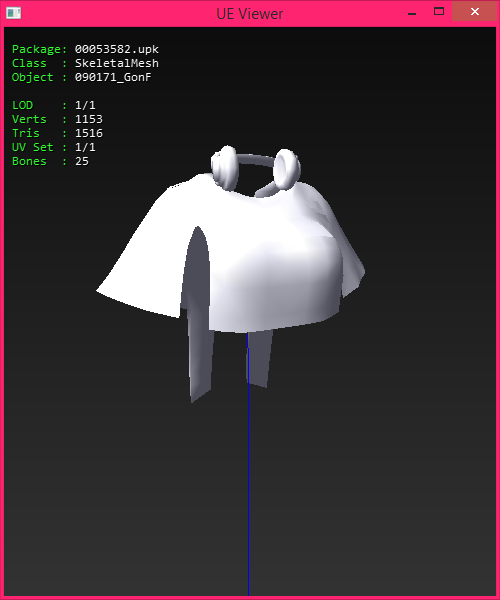 UE Viewer
Package: 00053582.upk
Class  : SkeletalMesh
Object : 090171_GonF
LOD    : 1/1
Verts  : 1153
Tris   : 1516
UV Set : 1/1
Bones  : 25